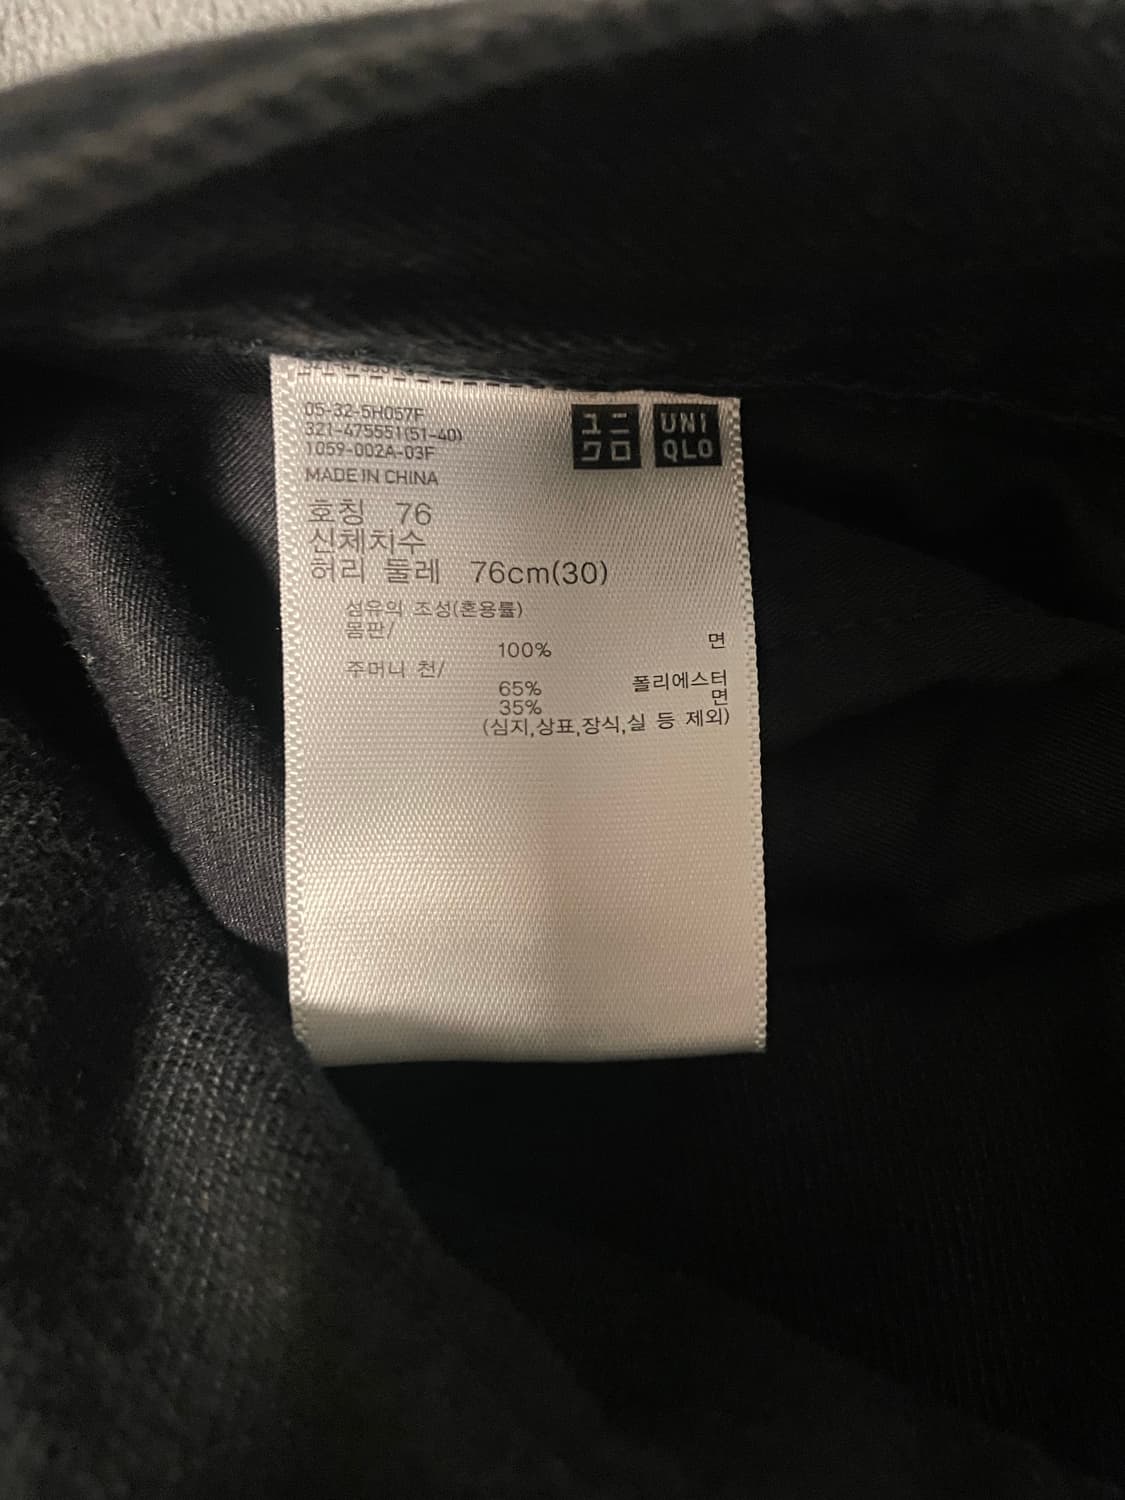 ユニ
クロ
UNI
QLO
05-32-5H057F
321-475551(51-40)
1059-002A-03F
MADE IN CHINA
호칭 76
신체치수
허리 둘레 76cm(30)
섬유의 조성(혼용률)
몸판/
100% 면
주머니 천/
65% 폴리에스터
35% 면
(심지,상표,장식,실 등 제외)